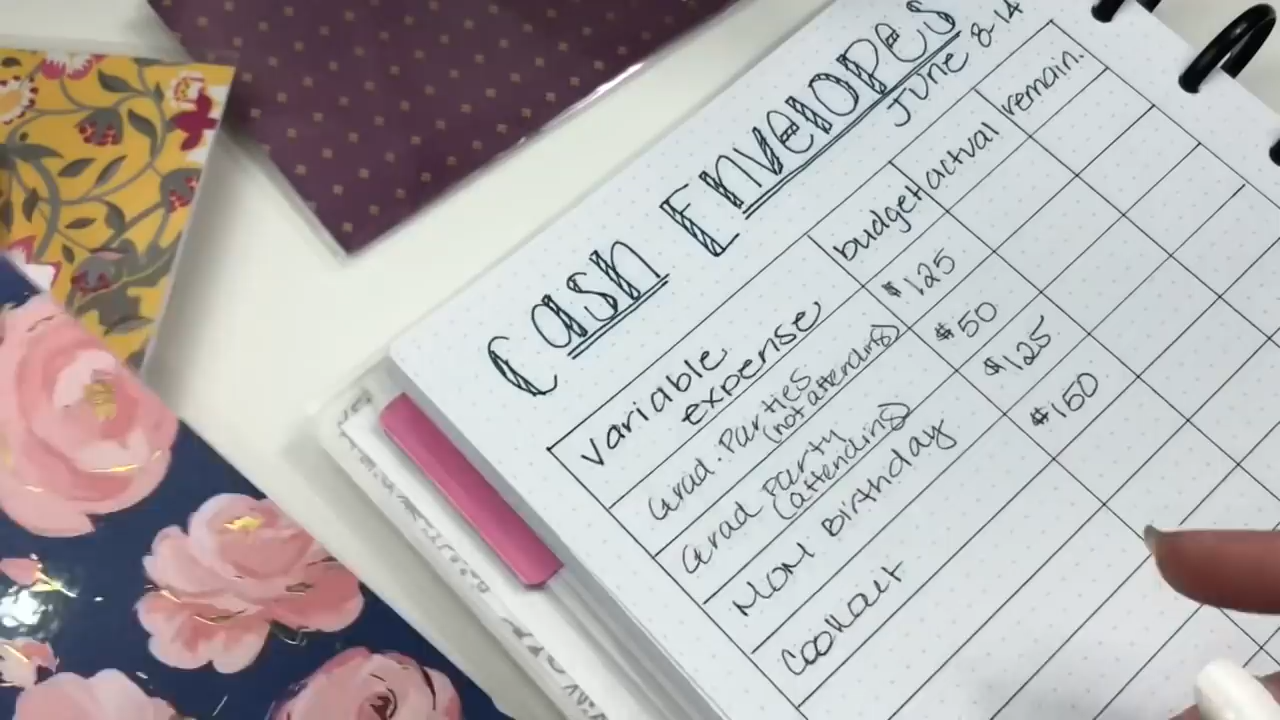 Cash Envelopes
June 8-14
variable expense budget actual remain.
Grad. Parties (not attending) $125
Grad Party (attending) $50
Mom Birthday $125
Cookout $150